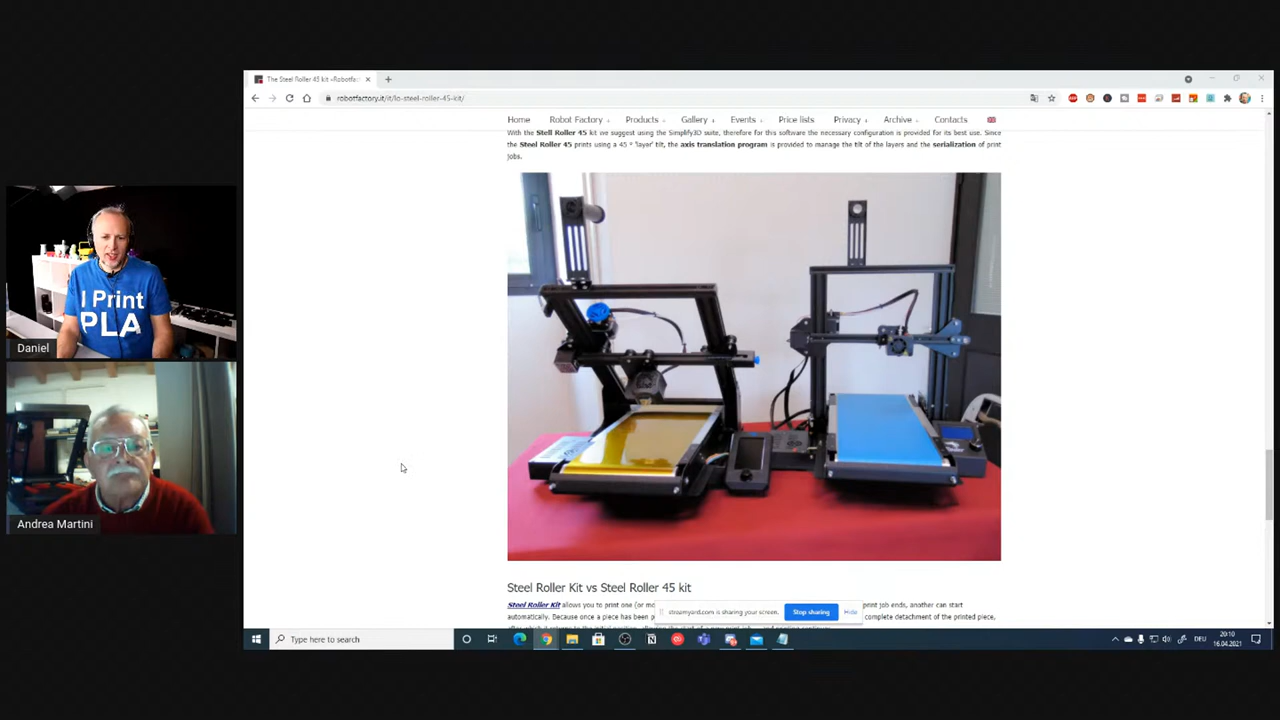 The Steel Roller 45 kit «Robotfac
robotfactory.it/it/lo-steel-roller-45-kit/
Home Robot Factory Products Gallery Events Price lists Privacy Archive Contacts
With the Stell Roller 45 kit we suggest using the Simplify3D suite, therefore for this software the necessary configuration is provided for its best use. Since
the Steel Roller 45 prints using a 45 º 'layer' tilt, the axis translation program is provided to manage the tilt of the layers and the serialization of print
jobs.
I Print
PLA
Daniel
Andrea Martini
Steel Roller Kit vs Steel Roller 45 kit
Steel Roller Kit allows you to print one (or mo
print job ends, another can start
streamyard.com is sharing your screen.
Stop sharing
Hide
automatically. Because once a piece has been p
complete detachment of the printed piece,
Type here to search
DEU
20:10
16.04.2021